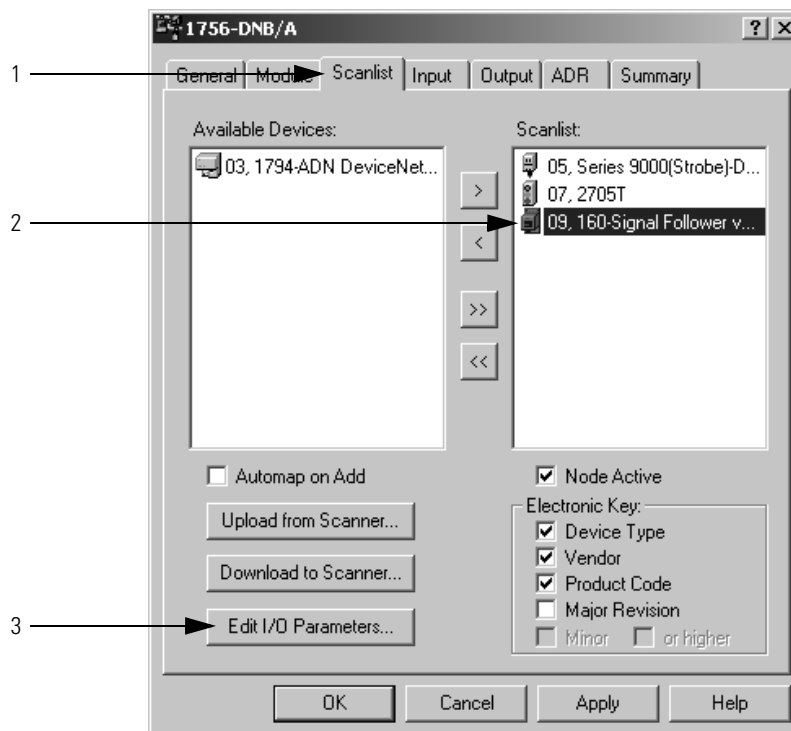 1756-DNB/A
1
General Module Scanlist Input Output ADR Summary
Available Devices:
Scanlist:
03, 1794-ADN DeviceNet...
05, Series 9000(Strobe)-D...
07, 2705T
2
09, 160-Signal Follower v...
>
<
>>
<<
Automap on Add
Node Active
Upload from Scanner...
Electronic Key:
Device Type
Vendor
Download to Scanner...
Product Code
Major Revision
3
Edit I/O Parameters...
Minor or higher
OK Cancel Apply Help